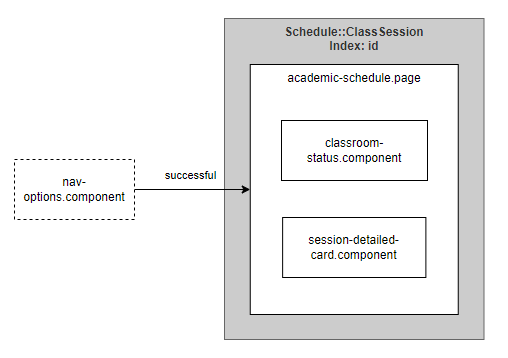 Schedule::ClassSession
Index: id
academic-schedule.page
classroom-
status.component
successful
nav-
options.component
session-detailed-
card.component